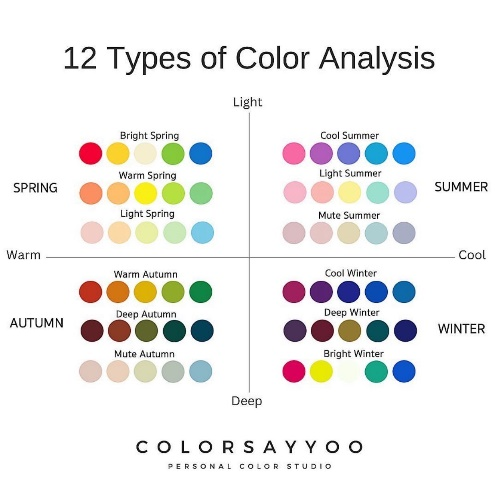 12 Types of Color Analysis
Light
Bright Spring
Cool Summer
SPRING
Warm Spring
Light Summer
SUMMER
Light Spring
Mute Summer
Warm
Cool
Warm Autumn
Cool Winter
AUTUMN
Deep Autumn
Deep Winter
WINTER
Mute Autumn
Bright Winter
Deep
COLORSAYYOO
PERSONAL COLOR STUDIO